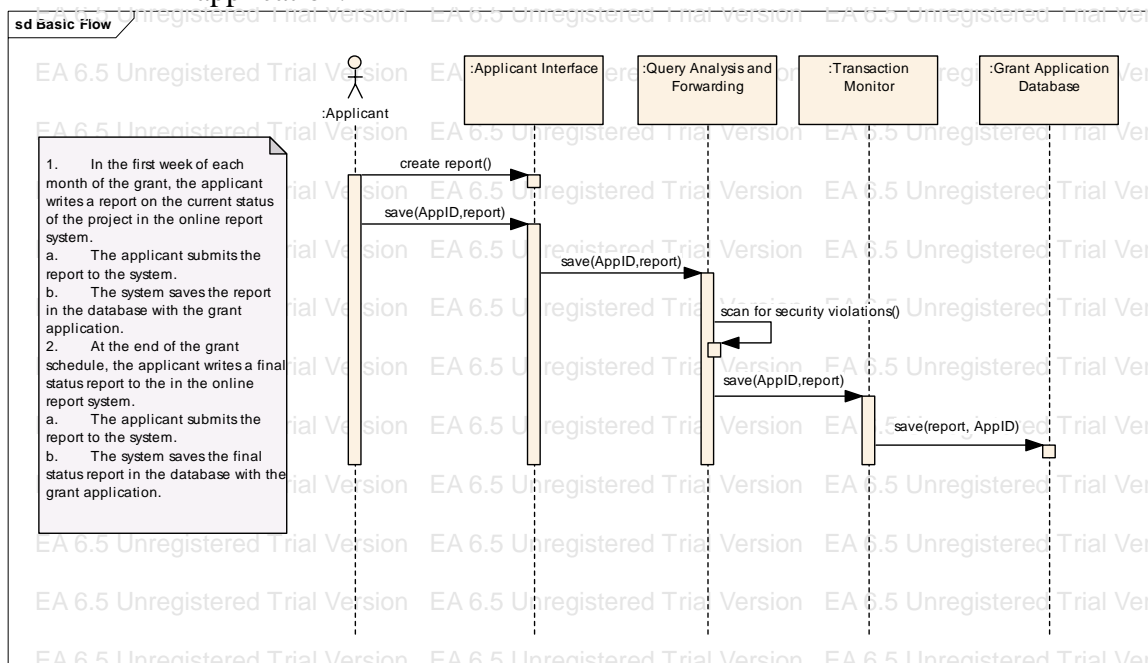 sd Basic Flow
:Applicant
:Applicant Interface
:Query Analysis and
Forwarding
:Transaction
Monitor
:Grant Application
Database
1. In the first week of each
month of the grant, the applicant
writes a report on the current status
of the project in the online report
system.
a. The applicant submits the
report to the system.
b. The system saves the report
in the database with the grant
application.
2. At the end of the grant
schedule, the applicant writes a final
status report to the in the online
report system.
a. The applicant submits the
report to the system.
b. The system saves the final
status report in the database with the
grant application.
create report()
save(AppID,report)
save(AppID,report)
scan for security violations()
save(AppID,report)
save(report, AppID)
EA 6.5 Unregistered Trial Version